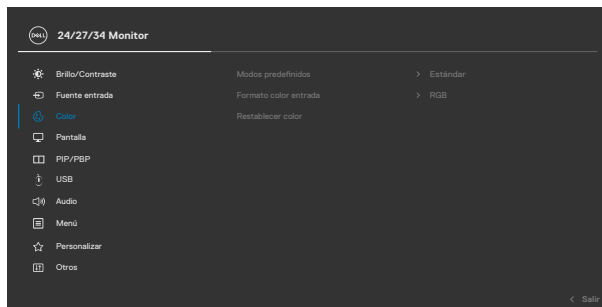 DELL 24/27/34 Monitor
Brillo/Contraste Modos predefinidos > Estándar
Fuente entrada Formato color entrada > RGB
Color Restablecer color
Pantalla
PIP/PBP
USB
Audio
Menú
Personalizar
Otros
< Salir